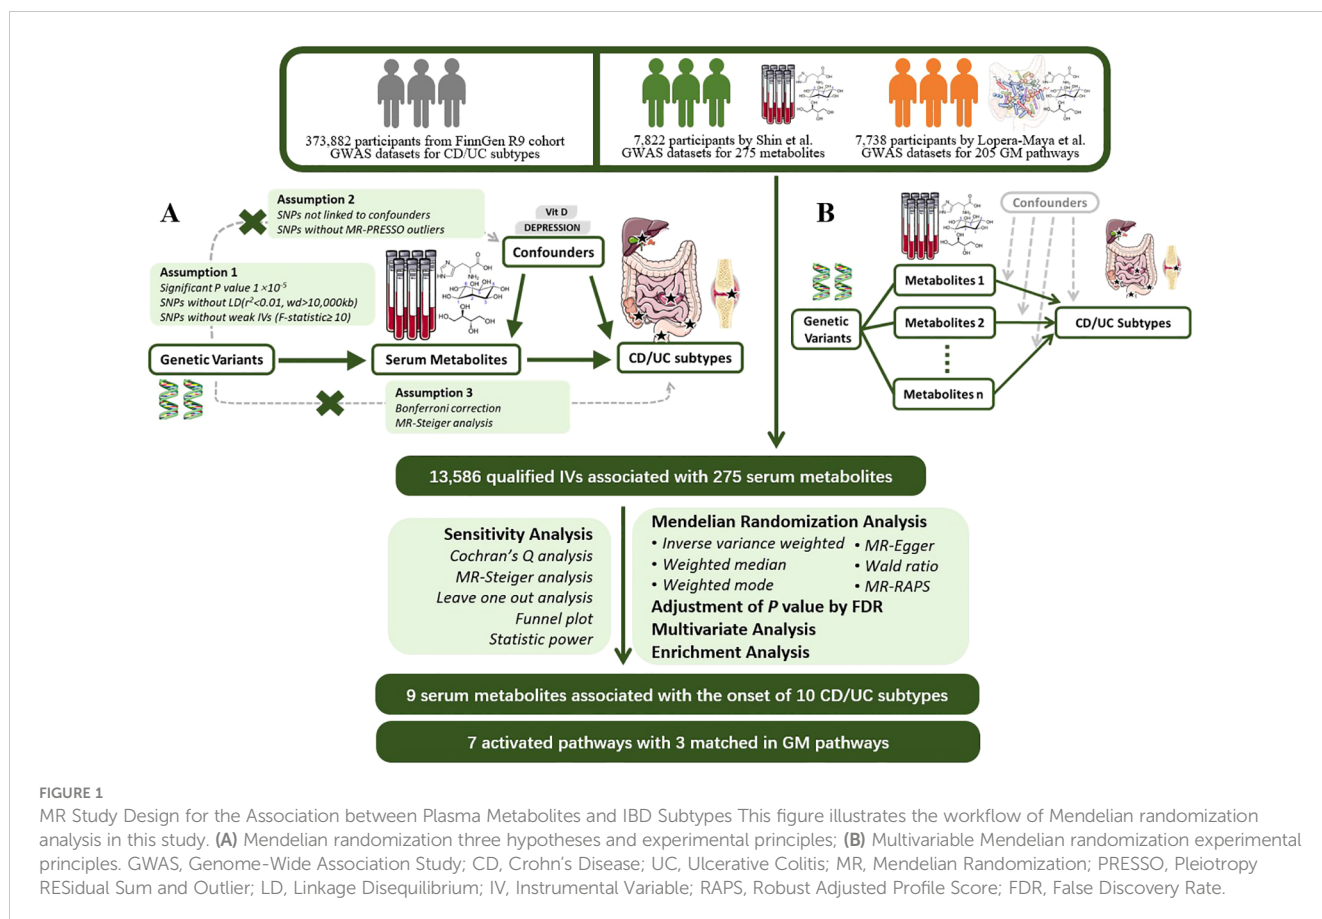 373,882 participants from FinnGen R9 cohort
GWAS datasets for CD/UC subtypes
7,822 participants by Shin et al.
GWAS datasets for 275 metabolites
7,738 participants by Lopera-Maya et al.
GWAS datasets for 205 GM pathways
A
Assumption 2
SNPs not linked to confounders
SNPs without MR-PRESSO outliers
Vit D
DEPRESSION
Confounders
Assumption 1
Significant P value 1 ×10⁻⁵
SNPs without LD(r²<0.01, wd>10,000kb)
SNPs without weak IVs (F-statistic≥ 10)
Genetic Variants
Serum Metabolites
CD/UC subtypes
Assumption 3
Bonferroni correction
MR-Steiger analysis
B
Confounders
Genetic
Variants
Metabolites 1
Metabolites 2
Metabolites n
CD/UC Subtypes
13,586 qualified IVs associated with 275 serum metabolites
Sensitivity Analysis
Cochran's Q analysis
MR-Steiger analysis
Leave one out analysis
Funnel plot
Statistic power
Mendelian Randomization Analysis
• Inverse variance weighted
• Weighted median
• Weighted mode
• MR-Egger
• Wald ratio
• MR-RAPS
Adjustment of P value by FDR
Multivariate Analysis
Enrichment Analysis
9 serum metabolites associated with the onset of 10 CD/UC subtypes
7 activated pathways with 3 matched in GM pathways
FIGURE 1
MR Study Design for the Association between Plasma Metabolites and IBD Subtypes This figure illustrates the workflow of Mendelian randomization
analysis in this study. (A) Mendelian randomization three hypotheses and experimental principles; (B) Multivariable Mendelian randomization experimental
principles. GWAS, Genome-Wide Association Study; CD, Crohn's Disease; UC, Ulcerative Colitis; MR, Mendelian Randomization; PRESSO, Pleiotropy
RESidual Sum and Outlier; LD, Linkage Disequilibrium; IV, Instrumental Variable; RAPS, Robust Adjusted Profile Score; FDR, False Discovery Rate.